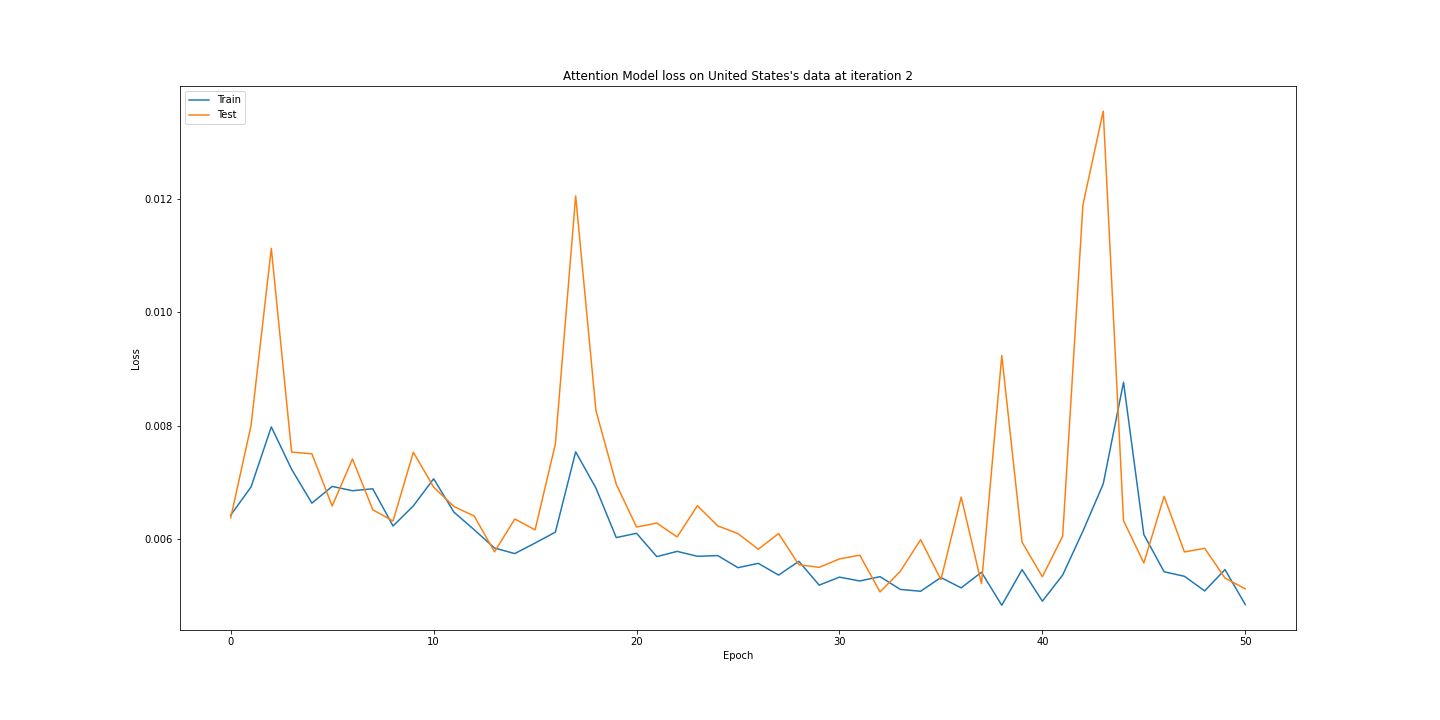 Attention Model loss on United States's data at iteration 2
Train
Test
0.012
0.010
0.008
0.006
Loss
0
10
20
30
40
50
Epoch